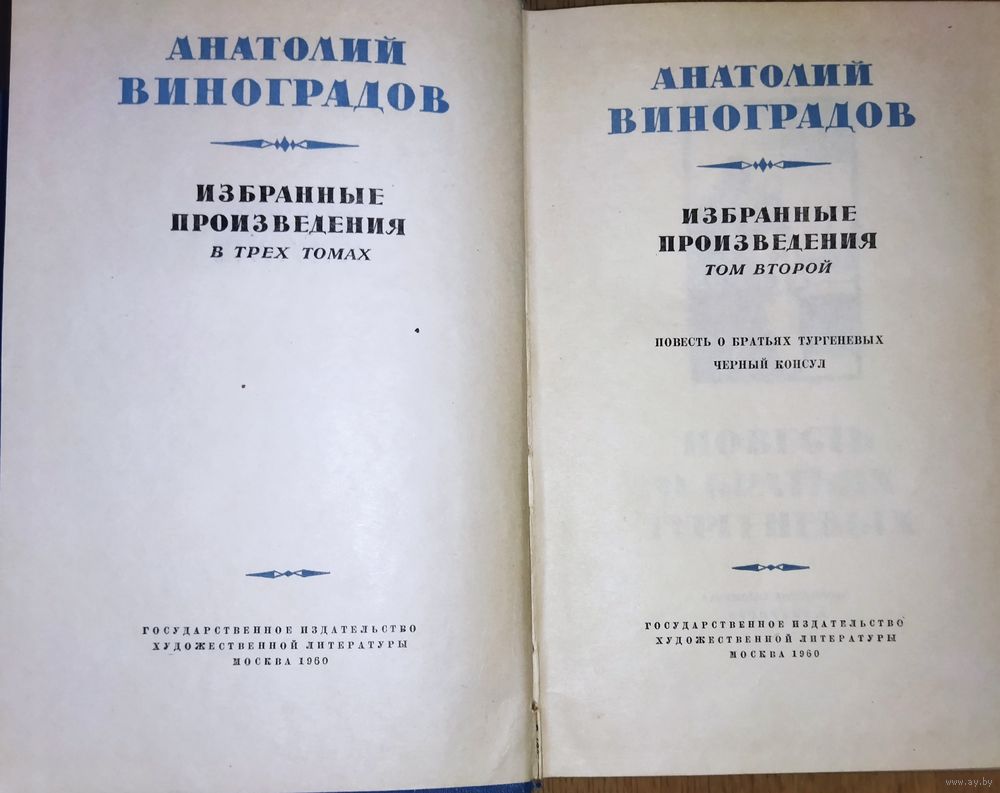 АНАТОЛИЙ
ВИНОГРАДОВ
ИЗБРАННЫЕ
ПРОИЗВЕДЕНИЯ
В ТРЕХ ТОМАХ
ГОСУДАРСТВЕННОЕ ИЗДАТЕЛЬСТВО
ХУДОЖЕСТВЕННОЙ ЛИТЕРАТУРЫ
МОСКВА 1960
АНАТОЛИЙ
ВИНОГРАДОВ
ИЗБРАННЫЕ
ПРОИЗВЕДЕНИЯ
ТОМ ВТОРОЙ
ПОВЕСТЬ О БРАТЬЯХ ТУРГЕНЕВЫХ
ЧЕРНЫЙ КОНСУЛ
ГОСУДАРСТВЕННОЕ ИЗДАТЕЛЬСТВО
ХУДОЖЕСТВЕННОЙ ЛИТЕРАТУРЫ
МОСКВА 1960
www.ay.by